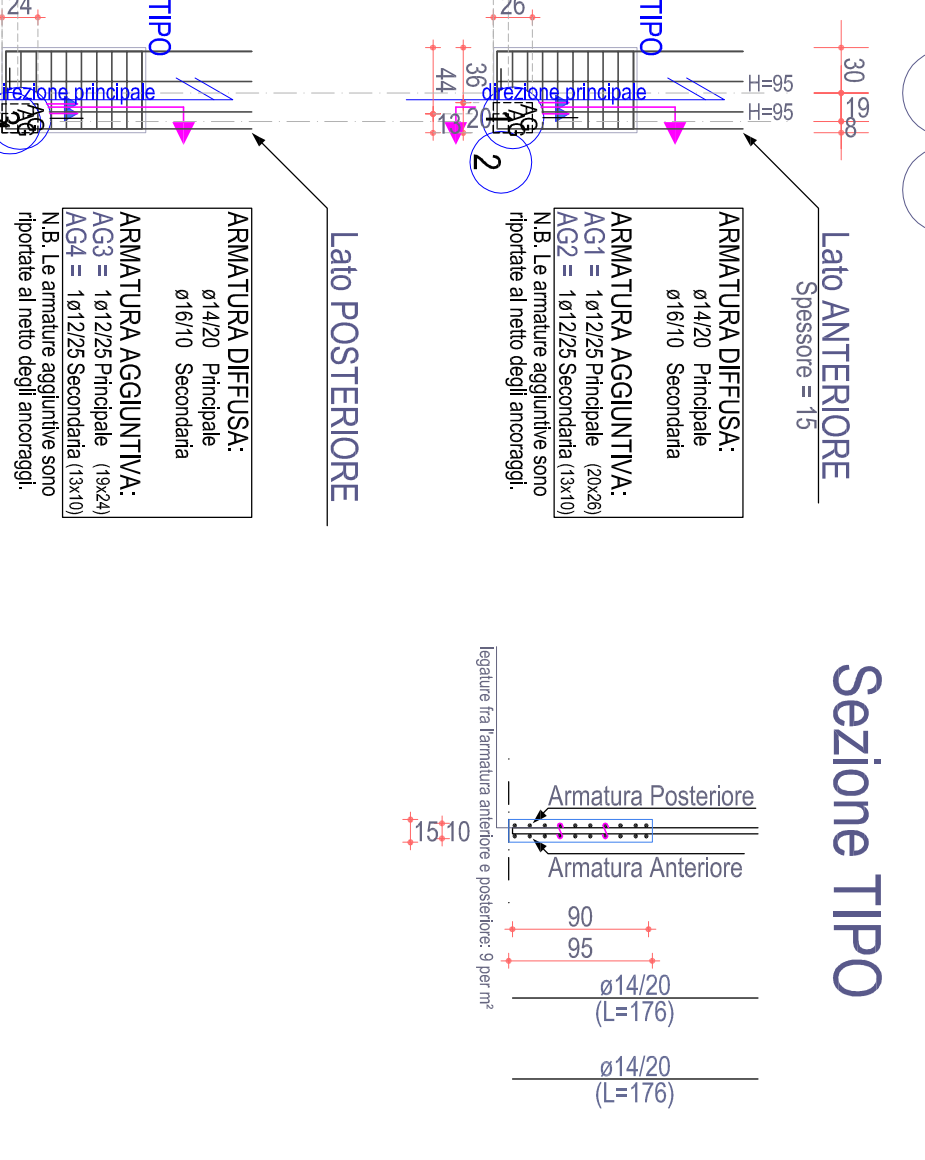 24
TIPO
26
TIPO
direzione principale
44
36
13
20
direzione principale
H=95
H=95
30
19
8
AG
AG
2
Lato POSTERIORE
ARMATURA DIFFUSA:
ø14/20 Principale
ø16/10 Secondaria
ARMATURA AGGIUNTIVA:
AG3 = 1ø12/25 Principale (19x24)
AG4 = 1ø12/25 Secondaria (13x10)
N.B. Le armature aggiuntive sono
riportate al netto degli ancoraggi.
Lato ANTERIORE
Spessore = 15
ARMATURA DIFFUSA:
ø14/20 Principale
ø16/10 Secondaria
ARMATURA AGGIUNTIVA:
AG1 = 1ø12/25 Principale (20x26)
AG2 = 1ø12/25 Secondaria (13x10)
N.B. Le armature aggiuntive sono
riportate al netto degli ancoraggi.
Sezione TIPO
legature fra l'armatura anteriore e posteriore: 9 per m²
Armatura Posteriore
15
10
Armatura Anteriore
90
95
ø14/20
(L=176)
ø14/20
(L=176)